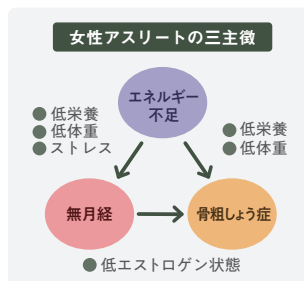 女性アスリートの三主徴
エネルギー
不足
●低栄養
●低体重
●ストレス
●低栄養
●低体重
無月経
骨粗しょう症
●低エストロゲン状態